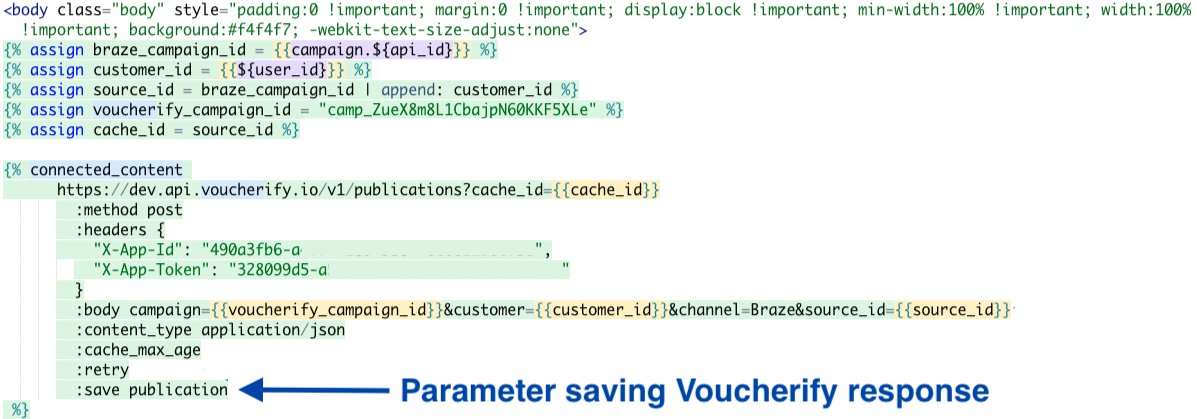 <body class="body" style="padding:0 !important; margin:0 !important; display:block !important; min-width:100% !important; width:100%
!important; background:#f4f4f7; -webkit-text-size-adjust:none">
{% assign braze_campaign_id = {{campaign.${api_id}}} %}
{% assign customer_id = {{${user_id}}} %}
{% assign source_id = braze_campaign_id | append: customer_id %}
{% assign voucherify_campaign_id = "camp_ZueX8m8L1CbajpN60KKF5XLe" %}
{% assign cache_id = source_id %}
{% connected_content
https://dev.api.voucherify.io/v1/publications?cache_id={{cache_id}}
:method post
:headers {
"X-App-Id": "490a3fb6-a ",
"X-App-Token": "328099d5-a "
}
:body campaign={{voucherify_campaign_id}}&customer={{customer_id}}&channel=Braze&source_id={{source_id}}
:content_type application/json
:cache_max_age
:retry
:save publication Parameter saving Voucherify response
%}